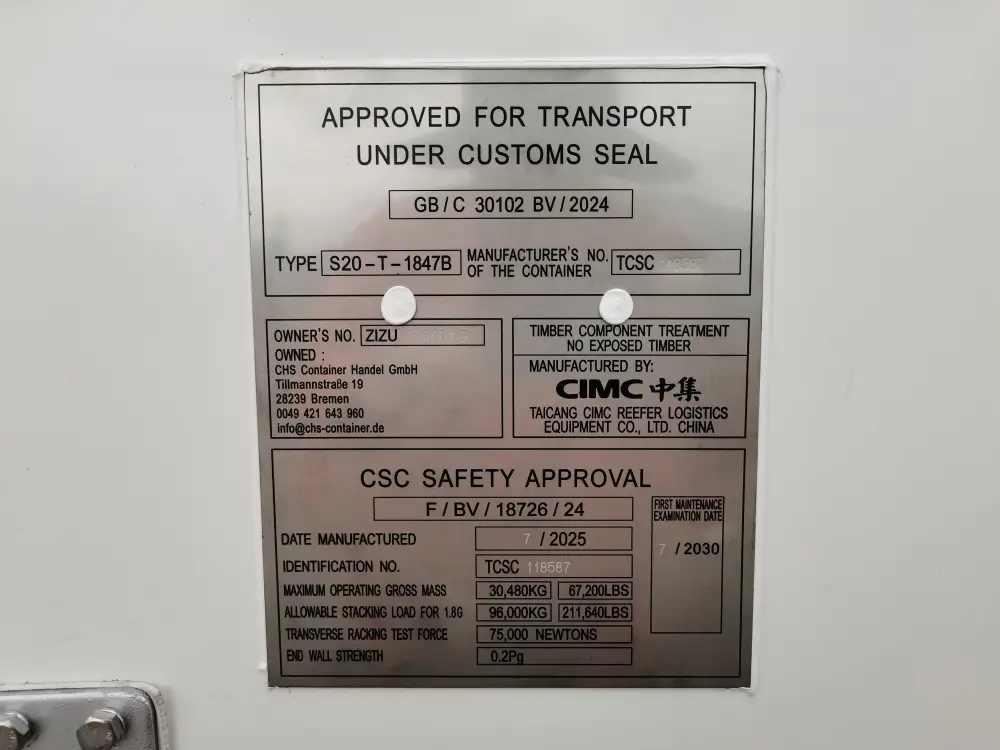 APPROVED FOR TRANSPORT
UNDER CUSTOMS SEAL
GB / C 30102 BV / 2024
TYPE S20-T-1847B
MANUFACTURER'S NO.
OF THE CONTAINER
TCSC 118587
OWNER'S NO. ZIZU
OWNED :
CHS Container Handel GmbH
Tillmannstraße 19
28239 Bremen
0049 421 643 960
info@chs-container.de
TIMBER COMPONENT TREATMENT
NO EXPOSED TIMBER
MANUFACTURED BY:
CIMC 中集
TAICANG CIMC REEFER LOGISTICS
EQUIPMENT CO., LTD. CHINA
CSC SAFETY APPROVAL
F / BV / 18726 / 24
DATE MANUFACTURED 7 / 2025
IDENTIFICATION NO. TCSC 118587
MAXIMUM OPERATING GROSS MASS 30,480KG 67,200LBS
ALLOWABLE STACKING LOAD FOR 1.8G 96,000KG 211,640LBS
TRANSVERSE RACKING TEST FORCE 75,000 NEWTONS
END WALL STRENGTH 0.2Pg
FIRST MAINTENANCE
EXAMINATION DATE
7 / 2030